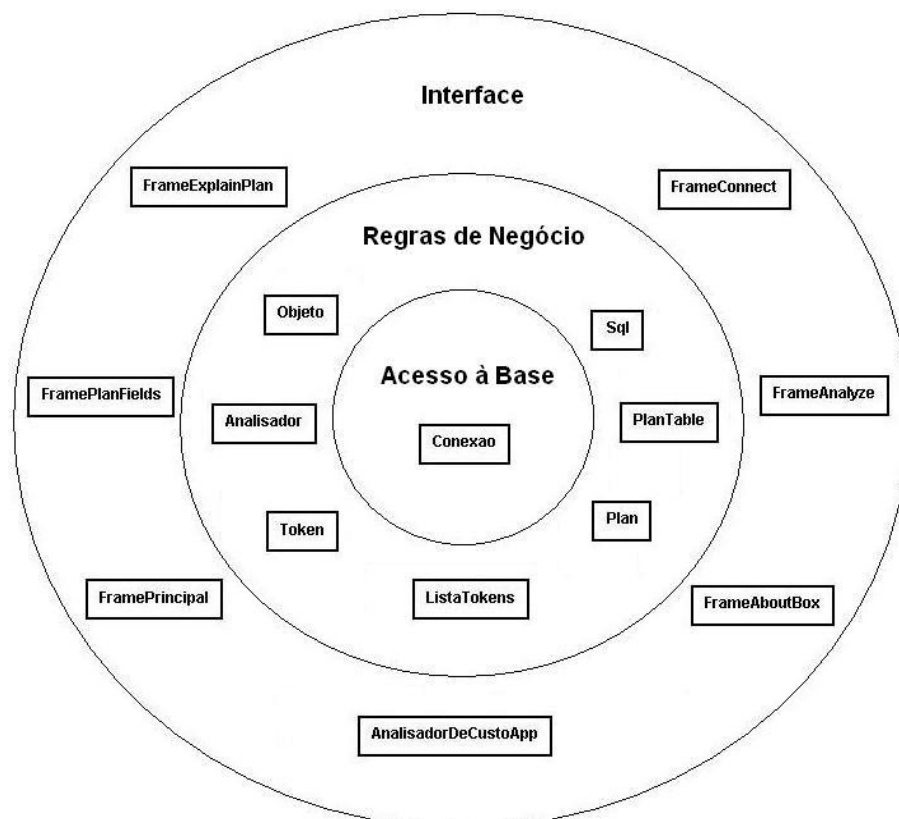 Interface
FrameExplainPlan
FrameConnect
Regras de Negócio
Objeto
Sql
Acesso à Base
FramePlanFields
FrameAnalyze
Analisador
PlanTable
Conexao
Token
Plan
FramePrincipal
ListaTokens
FrameAboutBox
AnalisadorDeCustoApp